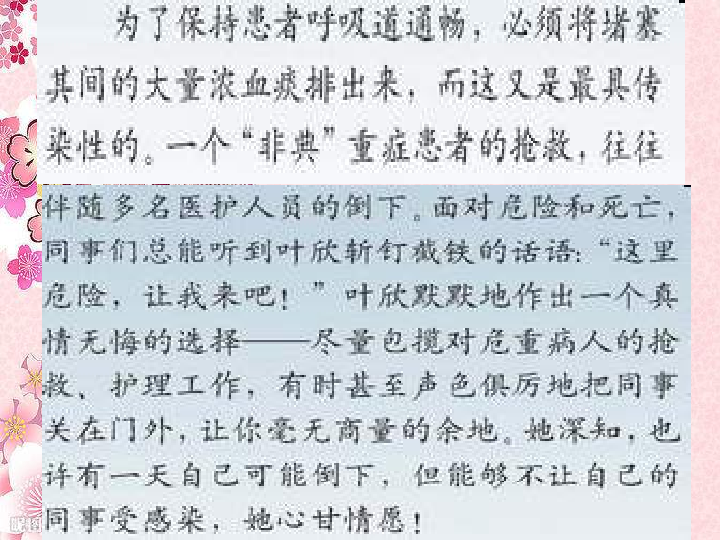 为了保持患者呼吸道通畅，必须将堵塞
其间的大量浓血痰排出来，而这又是最具传
染性的。一个“非典”重症患者的抢救，往往
伴随多名医护人员的倒下。面对危险和死亡，
同事们总能听到叶欣斩钉截铁的话语：“这里
危险，让我来吧！”叶欣默默地作出一个真
情无悔的选择——尽量包揽对危重病人的抢
救、护理工作，有时甚至声色俱厉地把同事
关在门外，让你毫无商量的余地。她深知，也
许有一天自己可能倒下，但能够不让自己的
同事受感染，她心甘情愿！